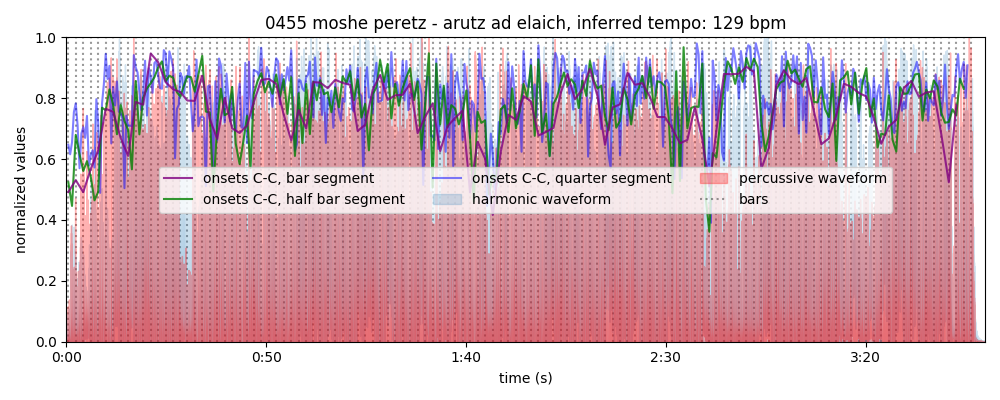 0455 moshe peretz - arutz ad elaich, inferred tempo: 129 bpm
normalized values
1.0
0.8
0.6
0.4
0.2
0.0
onsets C-C, bar segment
onsets C-C, half bar segment
onsets C-C, quarter segment
harmonic waveform
percussive waveform
bars
0:00 0:50 1:40 2:30 3:20
time (s)